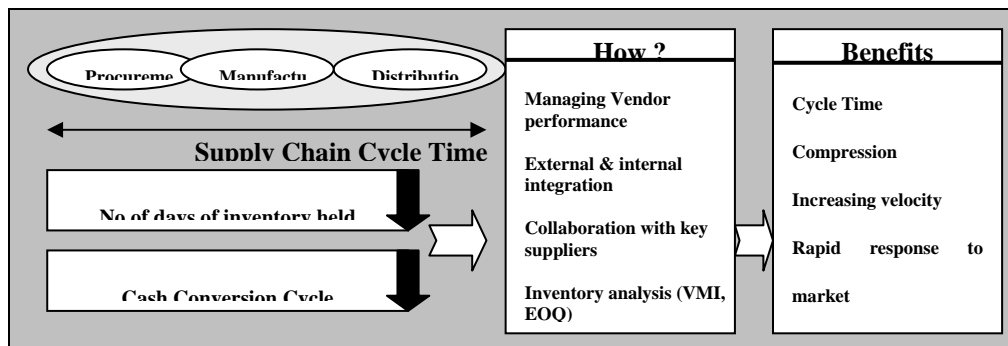 Procureme
Manufactu
Distributio
Supply Chain Cycle Time
No of days of inventory held
Cash Conversion Cycle
How ?
Managing Vendor
performance
External & internal
integration
Collaboration with key
suppliers
Inventory analysis (VMI,
EOQ)
Benefits
Cycle Time
Compression
Increasing velocity
Rapid response to
market